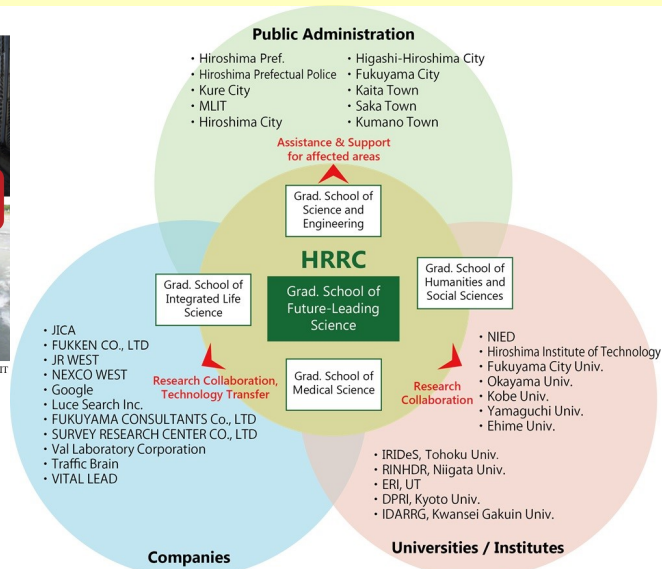 Public Administration
・Hiroshima Pref.
・Hiroshima Prefectual Police
・Kure City
・MLIT
・Hiroshima City
・Higashi-Hiroshima City
・Fukuyama City
・Kaita Town
・Saka Town
・Kumano Town
Assistance & Support
for affected areas
Grad. School of
Science and
Engineering
HRRC
Grad. School of
Future-Leading
Science
Grad. School of
Integrated Life
Science
Grad. School of
Humanities and
Social Sciences
Grad. School of
Medical Science
Research Collaboration,
Technology Transfer
Research
Collaboration
・JICA
・FUKKEN CO., LTD
・JR WEST
・NEXCO WEST
・Google
・Luce Search Inc.
・FUKUYAMA CONSULTANTS Co., LTD
・SURVEY RESEARCH CENTER CO., LTD
・Val Laboratory Corporation
・Traffic Brain
・VITAL LEAD
Companies
・NIED
・Hiroshima Institute of Technology
・Fukuyama City Univ.
・Okayama Univ.
・Kobe Univ.
・Yamaguchi Univ.
・Ehime Univ.
・IRIDeS, Tohoku Univ.
・RINHDR, Niigata Univ.
・ERI, UT
・DPRI, Kyoto Univ.
・IDARRG, Kwansei Gakuin Univ.
Universities / Institutes